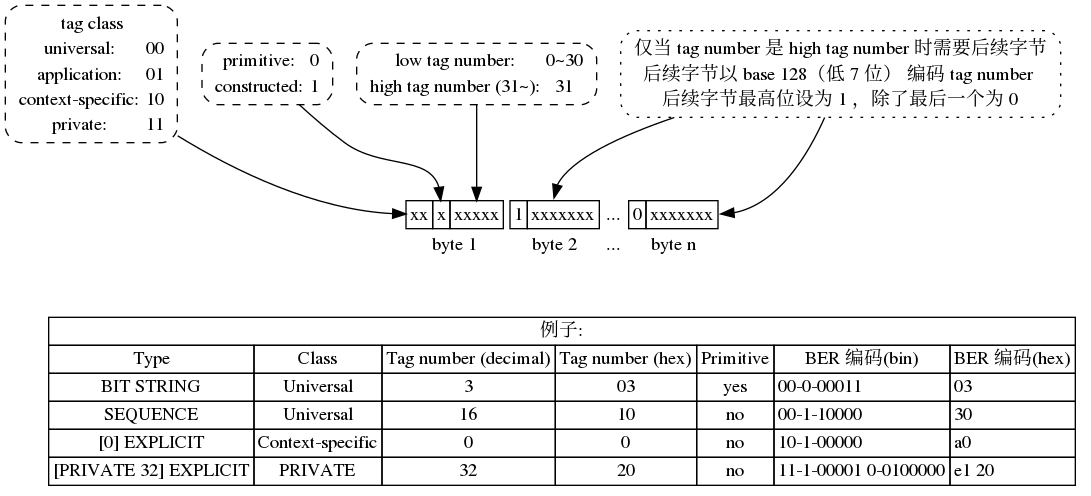 tag class
universal: 00
application: 01
context-specific: 10
private: 11
primitive: 0
constructed: 1
low tag number: 0~30
high tag number (31~): 31
仅当 tag number 是 high tag number 时需要后续字节
后续字节以 base 128（低 7 位） 编码 tag number
后续字节最高位设为 1 ，除了最后一个为 0
xx x xxxxx 1 xxxxxxx ... 0 xxxxxxx
byte 1 byte 2 ... byte n
例子:
Type Class Tag number (decimal) Tag number (hex) Primitive BER 编码(bin) BER 编码(hex)
BIT STRING Universal 3 03 yes 00-0-00011 03
SEQUENCE Universal 16 10 no 00-1-10000 30
[0] EXPLICIT Context-specific 0 0 no 10-1-00000 a0
[PRIVATE 32] EXPLICIT PRIVATE 32 20 no 11-1-00001 0-0100000 e1 20